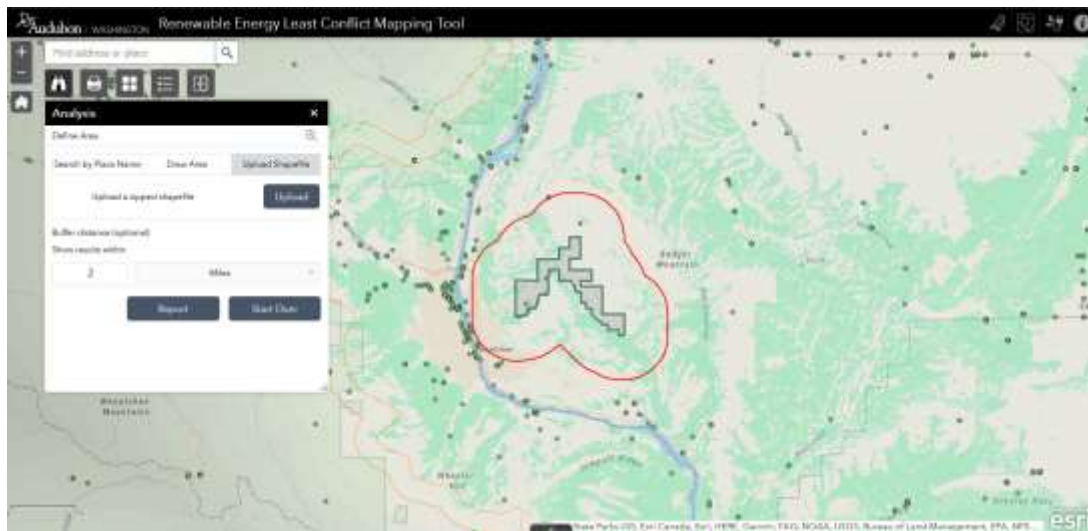 Audubon WASHINGTON Renewable Energy Least Conflict Mapping Tool
Find address or place
Analysis
Define Area
Search by Place Name Draw Area Upload Shapefile
Upload a zipped shapefile Upload
Buffer distance (optional)
Show results within
2 Miles
Report Start Over
Badger
Mountain
Wenatchee
Mountains
esri